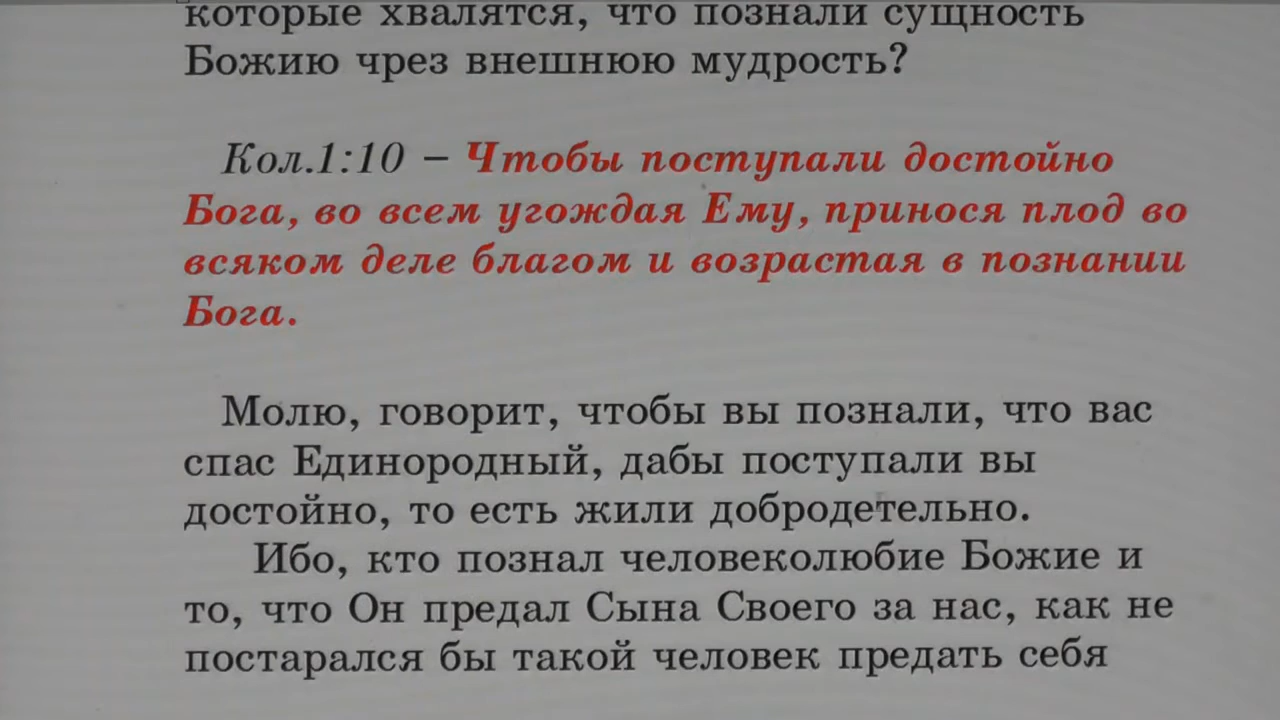 которые хвалятся, что познали сущность
Божию чрез внешнюю мудрость?
Кол.1:10 – Чтобы поступали достойно
Бога, во всем угождая Ему, принося плод во
всяком деле благом и возрастая в познании
Бога.
Молю, говорит, чтобы вы познали, что вас
спас Единородный, дабы поступали вы
достойно, то есть жили добродетельно.
Ибо, кто познал человеколюбие Божие и
то, что Он предал Сына Своего за нас, как не
постарался бы такой человек предать себя